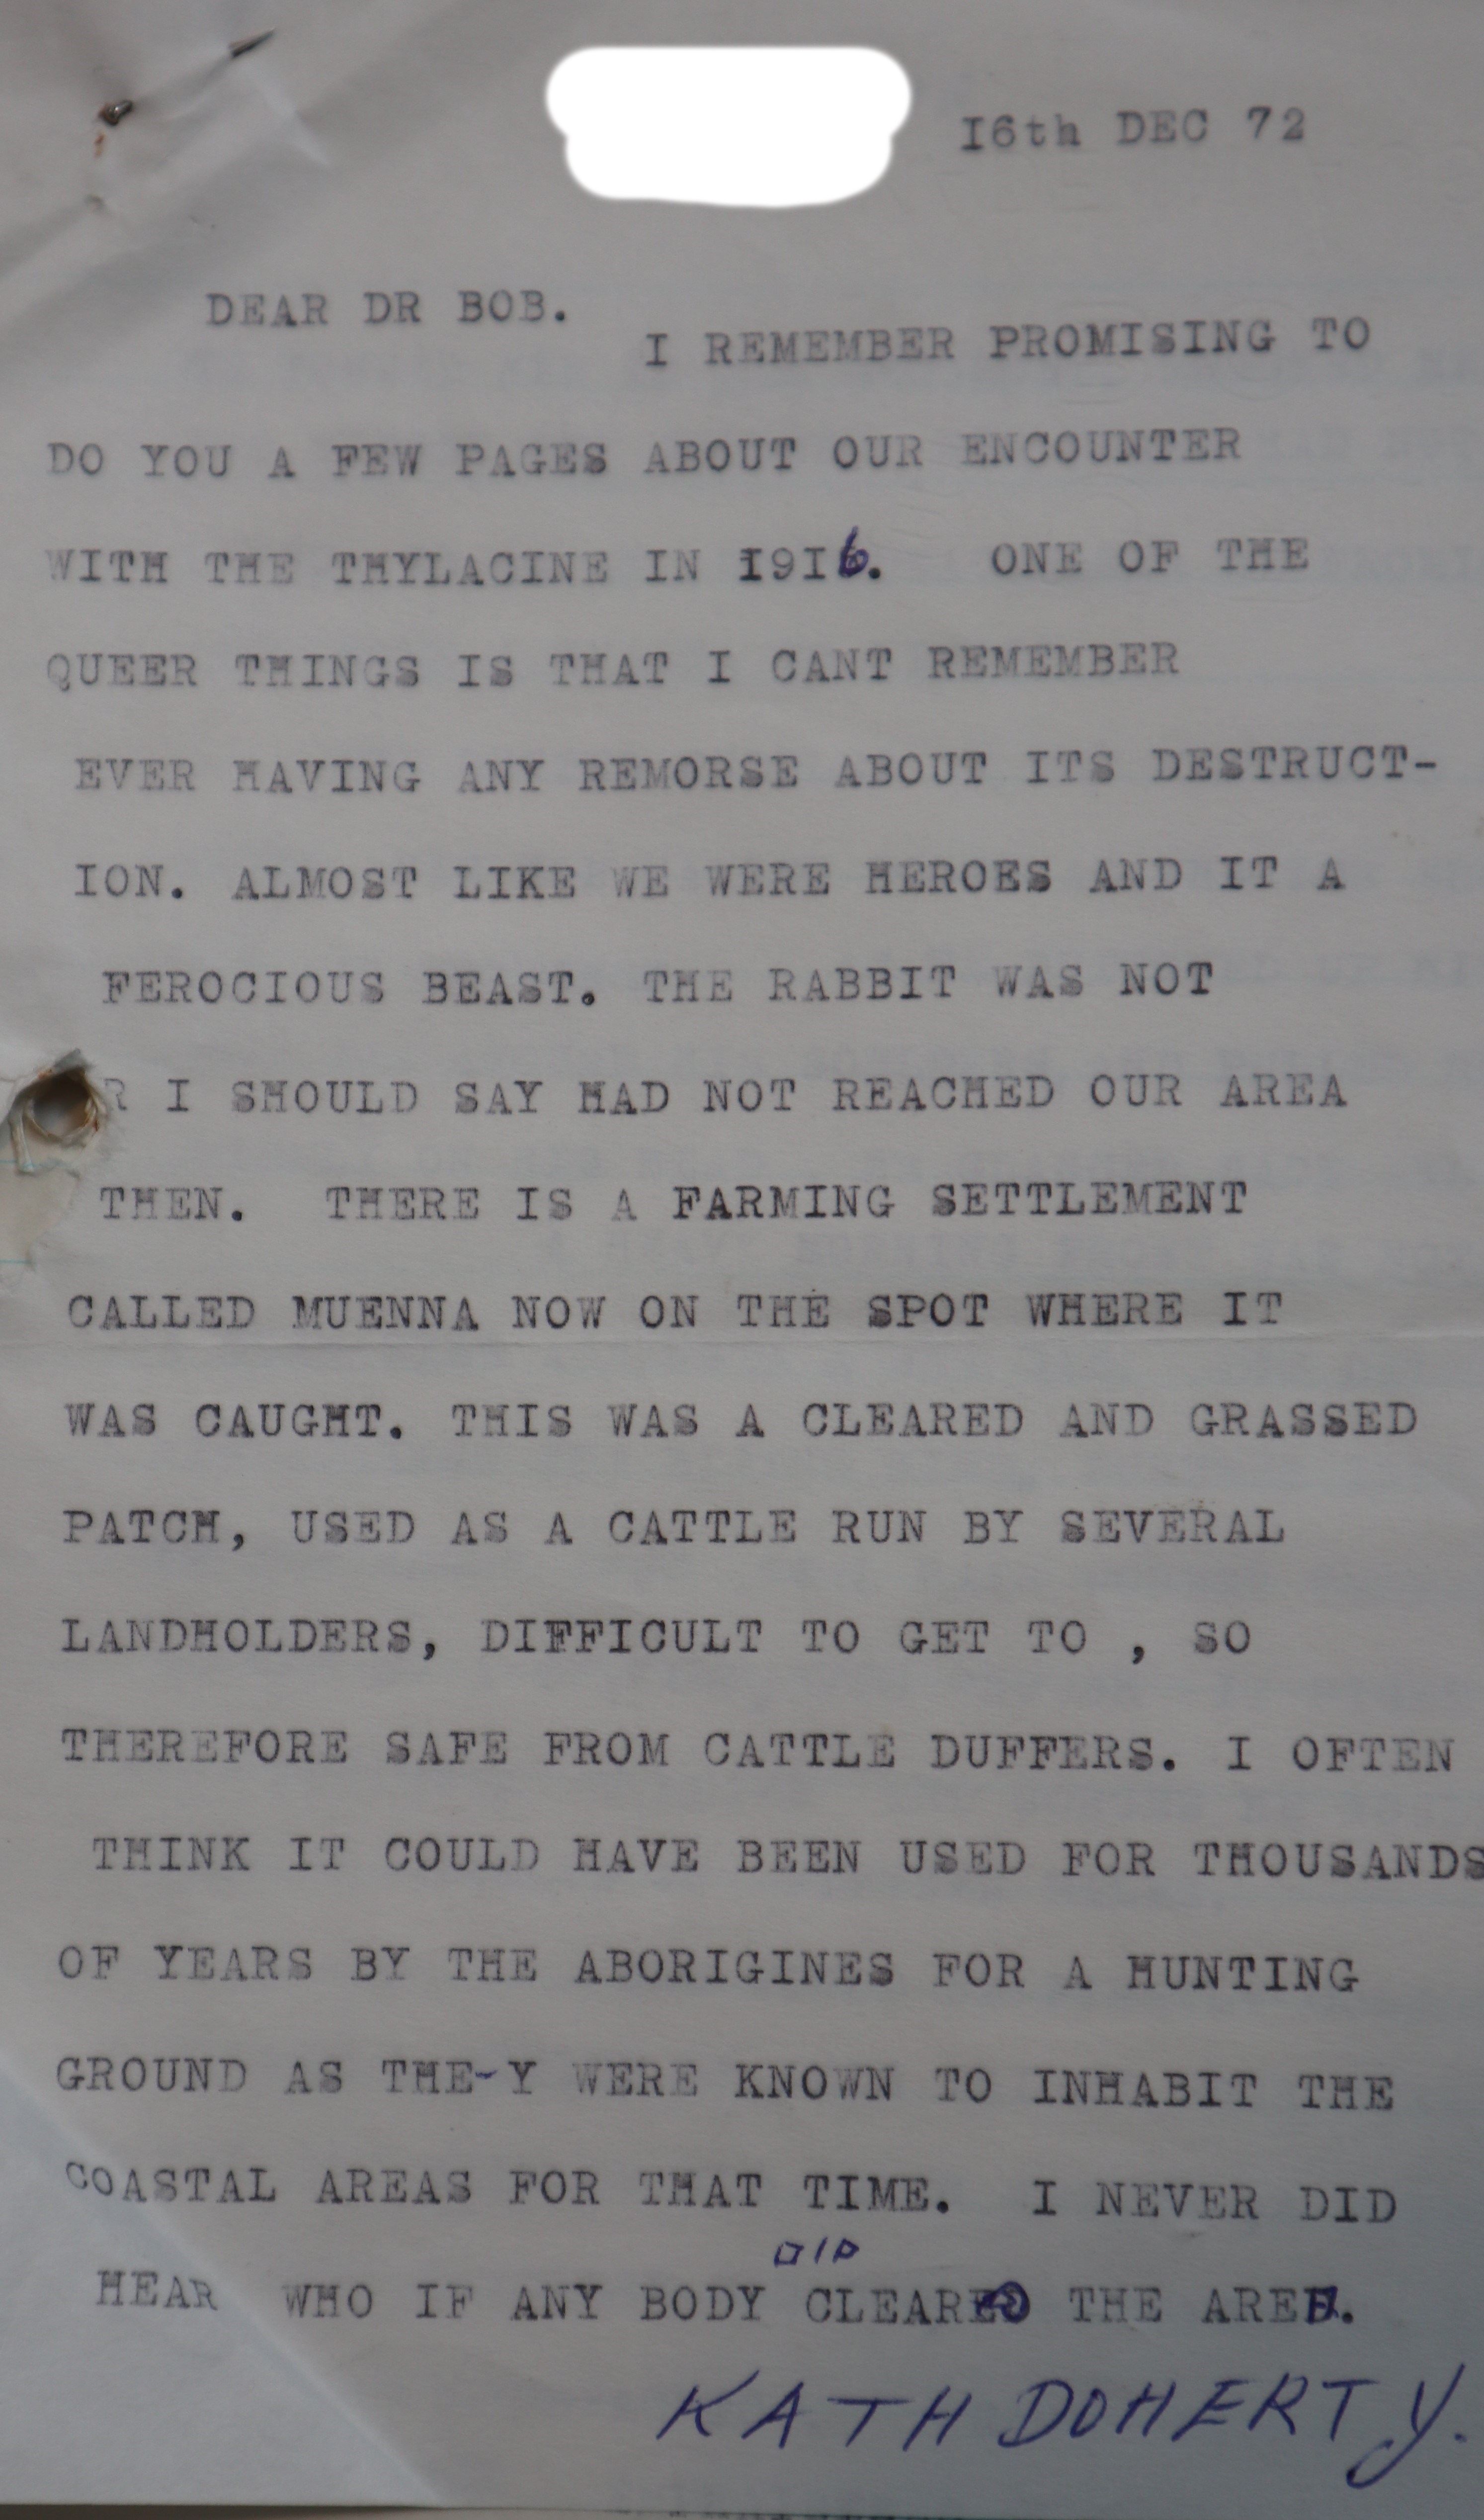 I6th DEC 72
DEAR DR BOB.
I REMEMBER PROMISING TO
DO YOU A FEW PAGES ABOUT OUR ENCOUNTER
WITH THE THYLACINE IN I9I6. ONE OF THE
QUEER THINGS IS THAT I CANT REMEMBER
EVER HAVING ANY REMORSE ABOUT ITS DESTRUCT-
ION. ALMOST LIKE WE WERE HEROES AND IT A
FEROCIOUS BEAST. THE RABBIT WAS NOT
R I SHOULD SAY HAD NOT REACHED OUR AREA
THEN. THERE IS A FARMING SETTLEMENT
CALLED MUENNA NOW ON THE SPOT WHERE IT
WAS CAUGHT. THIS WAS A CLEARED AND GRASSED
PATCH, USED AS A CATTLE RUN BY SEVERAL
LANDHOLDERS, DIFFICULT TO GET TO , SO
THEREFORE SAFE FROM CATTLE DUFFERS. I OFTEN
THINK IT COULD HAVE BEEN USED FOR THOUSANDS
OF YEARS BY THE ABORIGINES FOR A HUNTING
GROUND AS THE-Y WERE KNOWN TO INHABIT THE
COASTAL AREAS FOR THAT TIME. I NEVER DID
DID
HEAR WHO IF ANY BODY CLEARED THE AREA.
KATH DOHERTY.